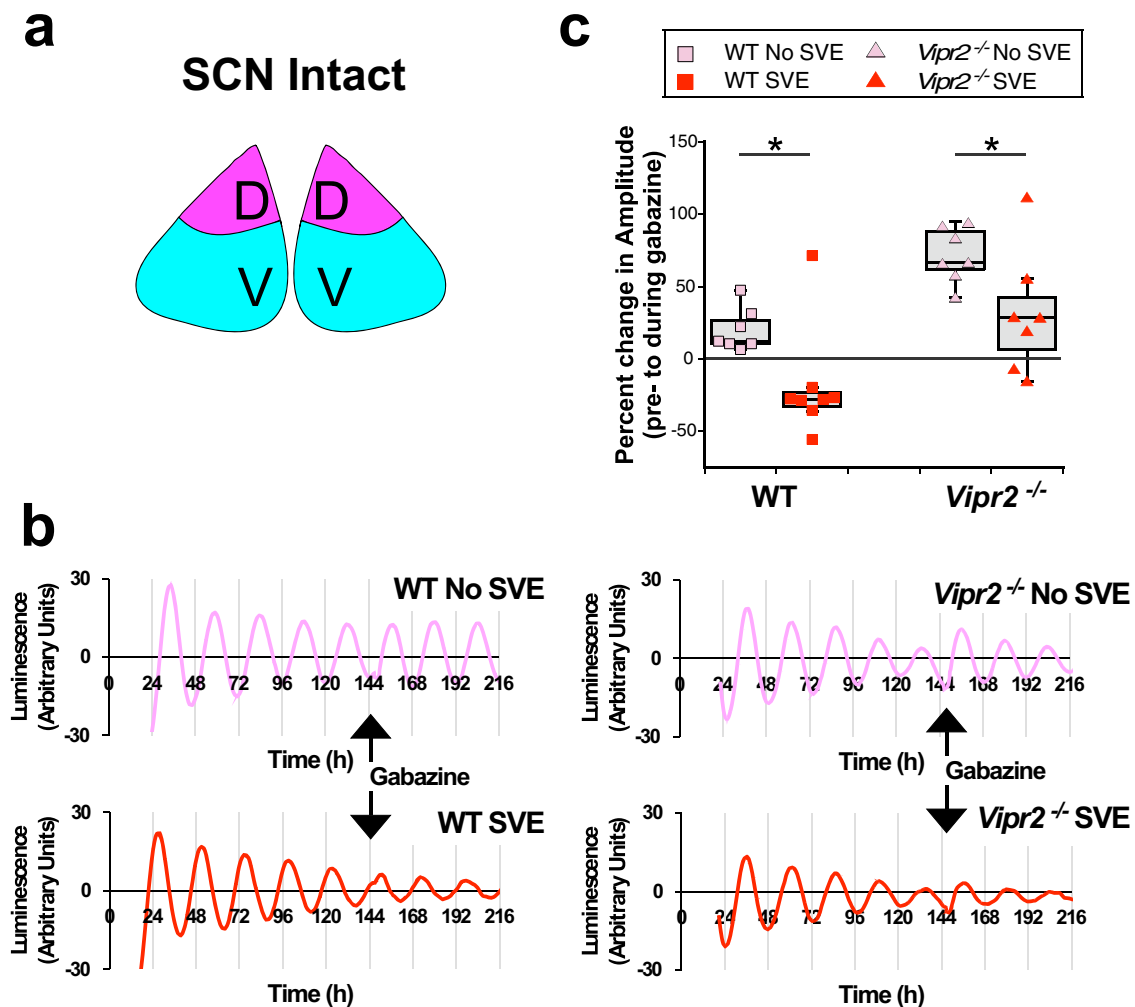 a
SCN Intact
D D
V V
c
WT No SVE Vipr2 -/- No SVE
WT SVE Vipr2 -/- SVE
Percent change in Amplitude
(pre- to during gabazine)
150
100
50
0
-50
* *
WT Vipr2 -/-
b
WT No SVE
Luminescence
(Arbitrary Units)
30
0
-30
0 24 48 72 96 120 144 168 192 216
Time (h)
Vipr2 -/- No SVE
Luminescence
(Arbitrary Units)
30
0
-30
0 24 48 72 96 120 144 168 192 216
Time (h)
Gabazine
Gabazine
WT SVE
Luminescence
(Arbitrary Units)
30
0
-30
0 24 48 72 96 120 144 168 192 216
Time (h)
Vipr2 -/- SVE
Luminescence
(Arbitrary Units)
30
0
-30
0 24 48 72 96 120 144 168 192 216
Time (h)